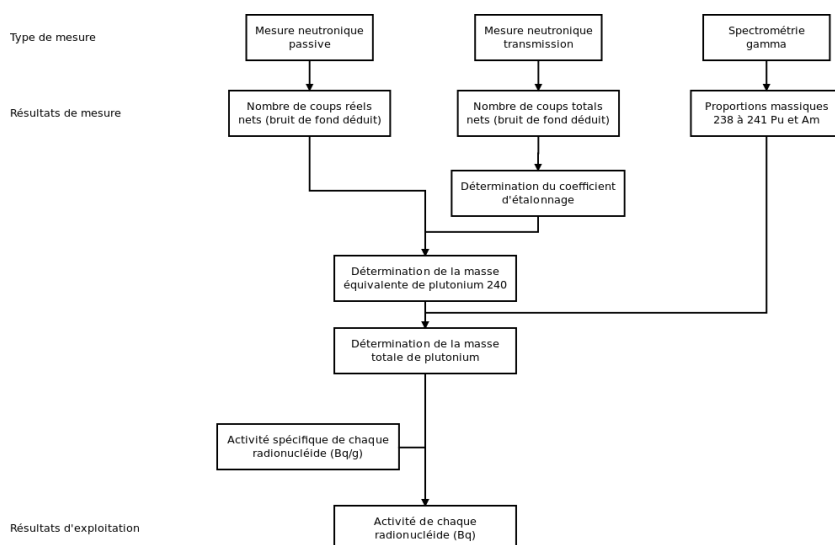 Type de mesure
Mesure neutronique
passive
Mesure neutronique
transmission
Spectrométrie
gamma
Résultats de mesure
Nombre de coups réels
nets (bruit de fond déduit)
Nombre de coups totals
nets (bruit de fond déduit)
Proportions massiques
238 à 241 Pu et Am
Détermination du coefficient
d'étalonnage
Détermination de la masse
équivalente de plutonium 240
Détermination de la masse
totale de plutonium
Activité spécifique de chaque
radionucléide (Bq/g)
Résultats d'exploitation
Activité de chaque
radionucléide (Bq)